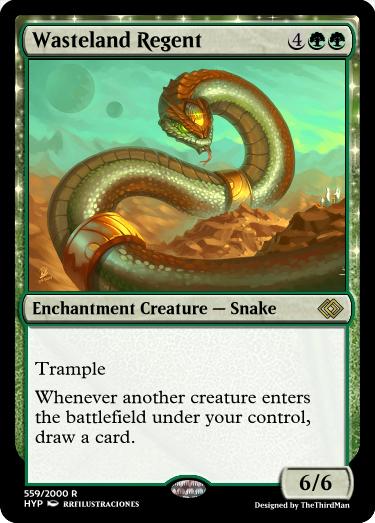 Wasteland Regent 4
Enchantment Creature — Snake
Trample
Whenever another creature enters
the battlefield under your control,
draw a card.
6/6
559/2000 R
HYP RRFILUSTRACIONES
Designed by TheThirdMan